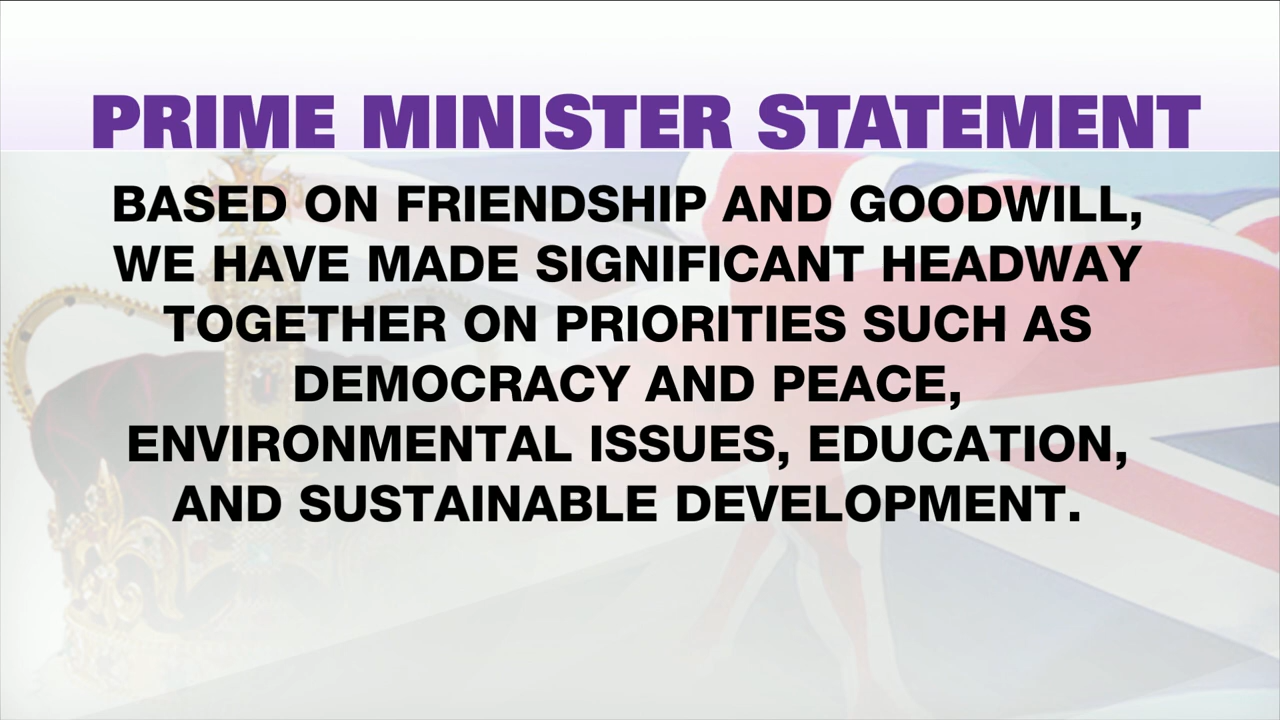 PRIME MINISTER STATEMENT
BASED ON FRIENDSHIP AND GOODWILL,
WE HAVE MADE SIGNIFICANT HEADWAY
TOGETHER ON PRIORITIES SUCH AS
DEMOCRACY AND PEACE,
ENVIRONMENTAL ISSUES, EDUCATION,
AND SUSTAINABLE DEVELOPMENT.